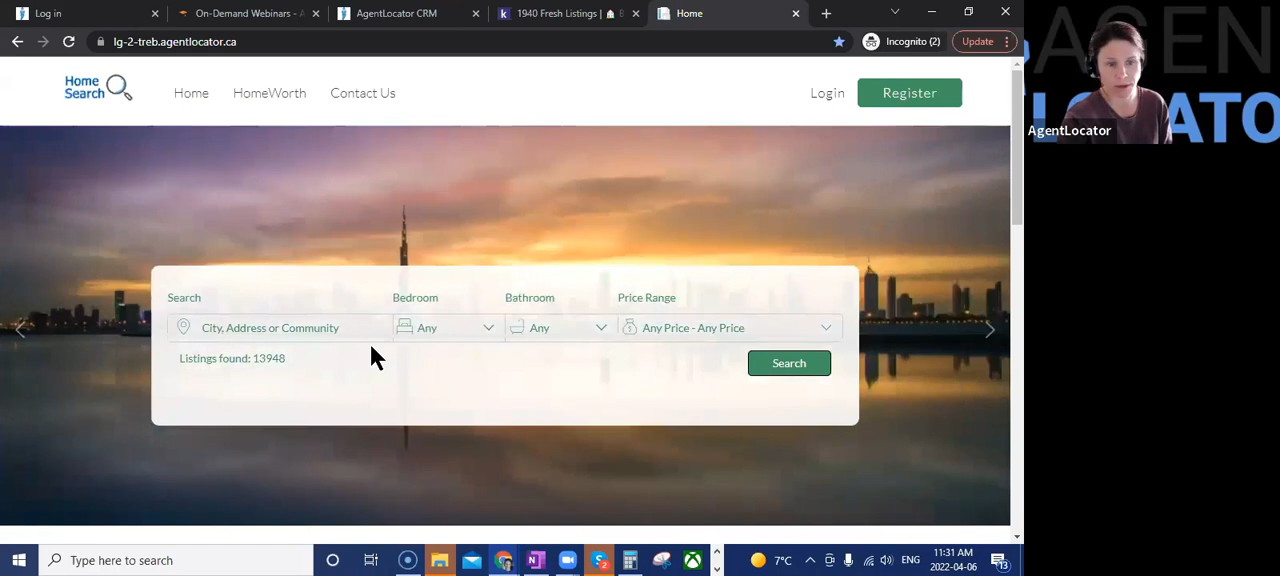 Log in
On-Demand Webinars - A
AgentLocator CRM
1940 Fresh Listings | B
Home
lg-2-treb.agentlocator.ca
Incognito (2)
Update
Home
Search
Home
HomeWorth
Contact Us
Login
Register
Search
Bedroom
Bathroom
Price Range
City, Address or Community
Any
Any
Any Price - Any Price
Listings found: 13948
Search
AGEN
LOCATO
AgentLocator
Type here to search
2
7°C
ENG
11:31 AM
2022-04-06
13